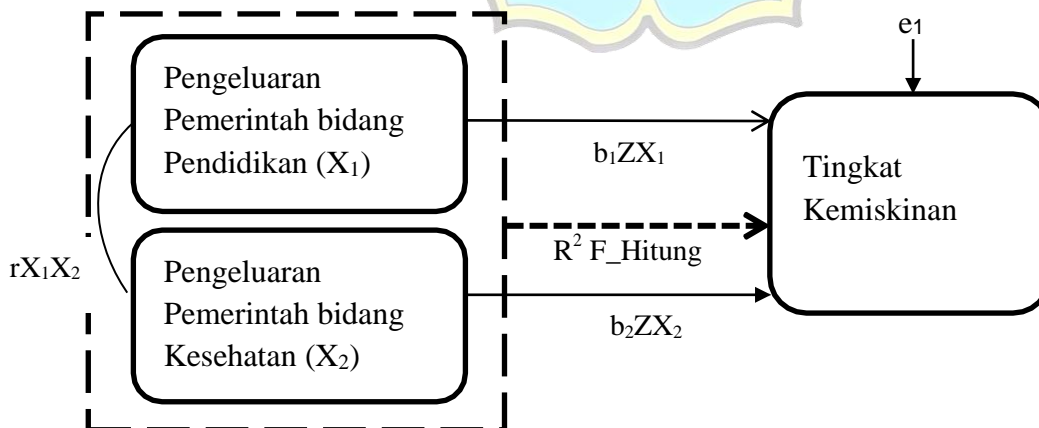 e₁
Pengeluaran
Pemerintah bidang
Pendidikan (X₁)
b₁ZX₁
Tingkat
Kemiskinan
R² F_Hitung
rX₁X₂
Pengeluaran
Pemerintah bidang
Kesehatan (X₂)
b₂ZX₂